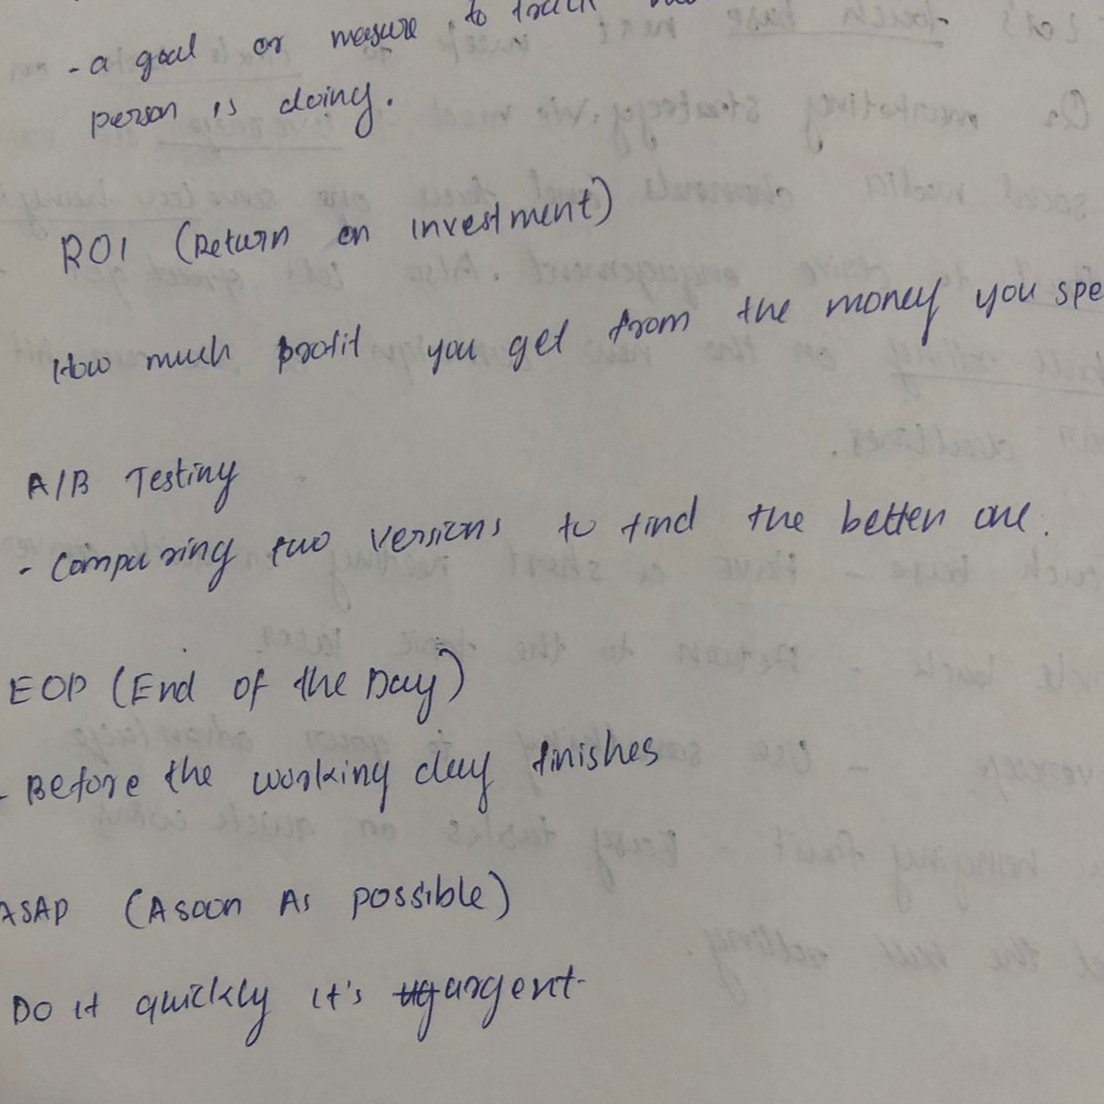 - a goal or measure to track
person is doing.
ROI (Return on investment)
How much profit you get from the money you spe
A/B Testing
- Comparing two versions to find the better one.
EOD (End of the Day)
- Before the working day finishes
ASAP (A soon As possible)
Do it quickly it's urgent.